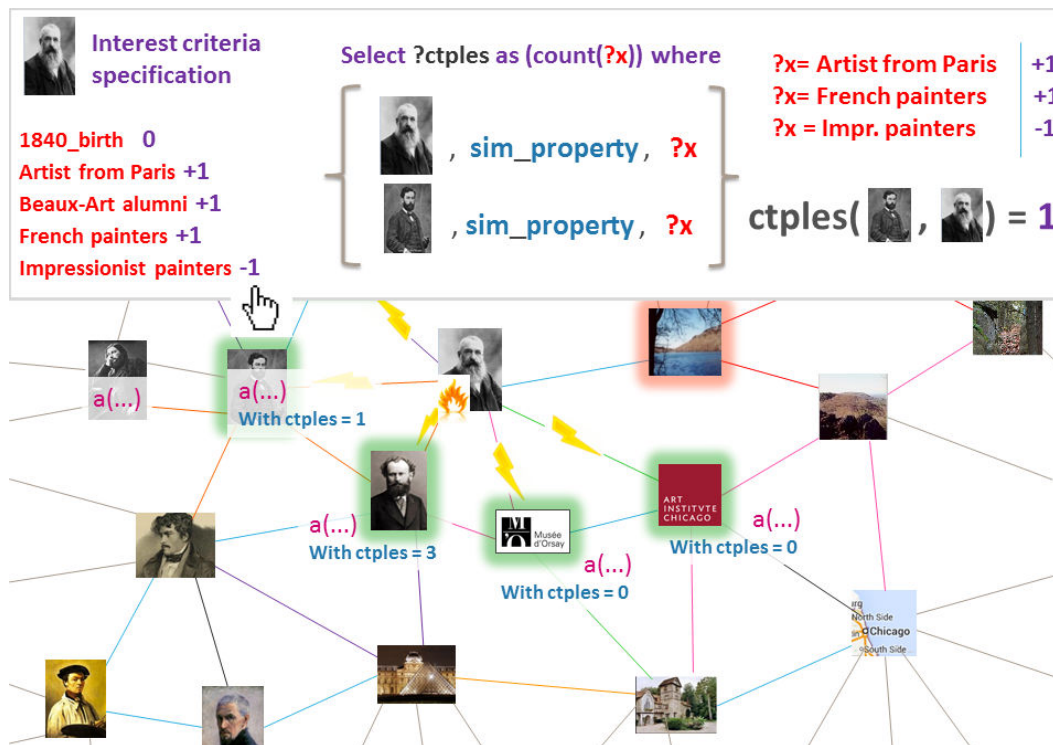 Interest criteria
specification
1840_birth 0
Artist from Paris +1
Beaux-Art alumni +1
French painters +1
Impressionist painters -1
Select ?ctples as (count(?x)) where
, sim_property, ?x
, sim_property, ?x
?x= Artist from Paris +1
?x= French painters +1
?x = Impr. painters -1
ctples( , ) = 1
a(...)
a(...)
With ctples = 1
a(...)
With ctples = 3
Musée
d'Orsay
a(...)
With ctples = 0
ART
INSTITVTE
CHICAGO
a(...)
With ctples = 0
North Side
Chicago
South Side